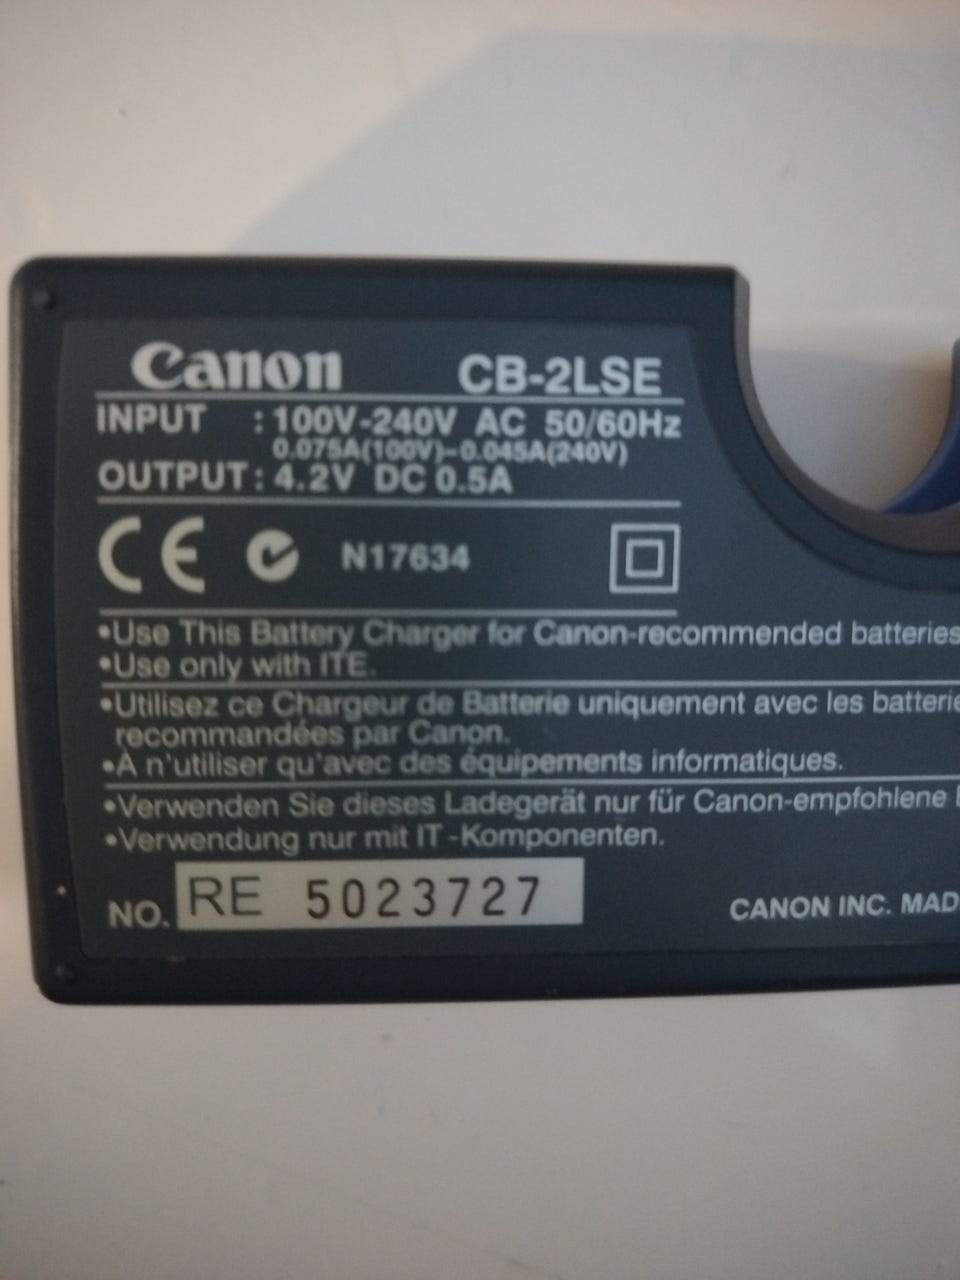 Canon CB-2LSE
INPUT : 100V-240V AC 50/60Hz
0.075A(100V)-0.045A(240V)
OUTPUT : 4.2V DC 0.5A
CE N17634
•Use This Battery Charger for Canon-recommended batteries
•Use only with ITE.
•Utilisez ce Chargeur de Batterie uniquement avec les batterie
recommandées par Canon.
•À n'utiliser qu'avec des équipements informatiques.
•Verwenden Sie dieses Ladegerät nur für Canon-empfohlene
•Verwendung nur mit IT-Komponenten.
NO. RE 5023727
CANON INC. MAD